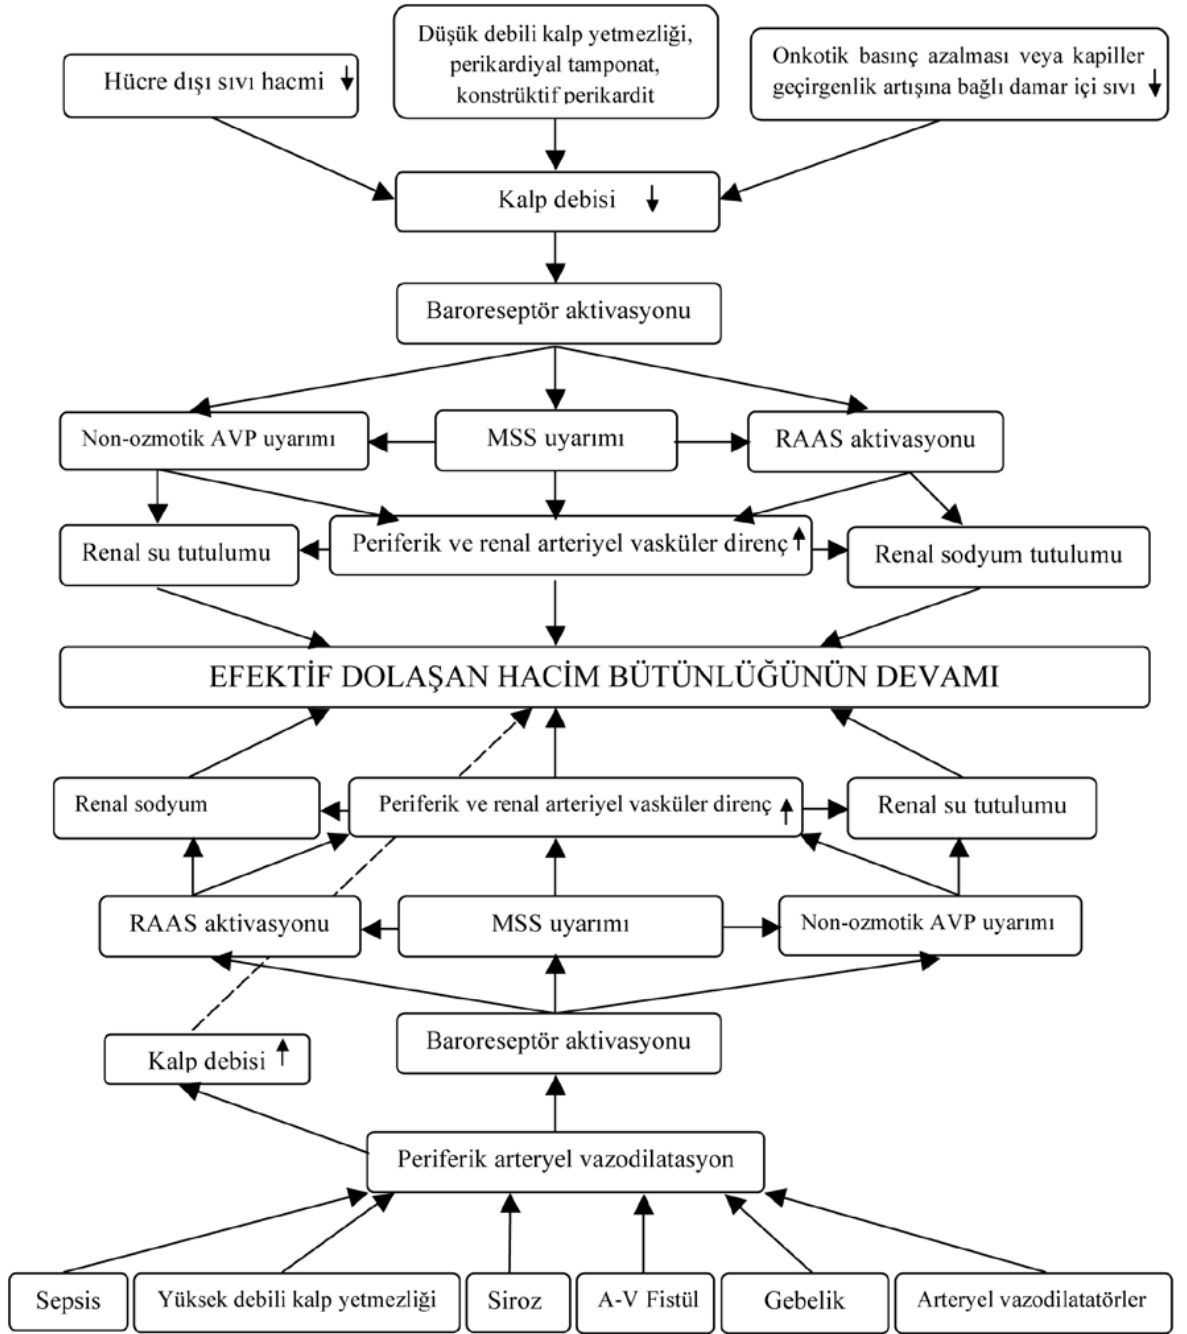 Düşük debili kalp yetmezliği,
perikardiyal tamponat,
konstrüktif perikardit
Hücre dışı sıvı hacmi ↓
Onkotik basınç azalması veya kapiller
geçirgenlik artışına bağlı damar içi sıvı ↓
Kalp debisi ↓
Baroreseptör aktivasyonu
Non-ozmotik AVP uyarımı
MSS uyarımı
RAAS aktivasyonu
Renal su tutulumu
Periferik ve renal arteriyel vasküler direnç ↑
Renal sodyum tutulumu
EFEKTİF DOLAŞAN HACİM BÜTÜNLÜĞÜNÜN DEVAMI
Renal sodyum
Periferik ve renal arteriyel vasküler direnç ↑
Renal su tutulumu
RAAS aktivasyonu
MSS uyarımı
Non-ozmotik AVP uyarımı
Baroreseptör aktivasyonu
Kalp debisi ↑
Periferik arteryel vazodilatasyon
Sepsis
Yüksek debili kalp yetmezliği
Siroz
A-V Fistül
Gebelik
Arteryel vazodilatatörler